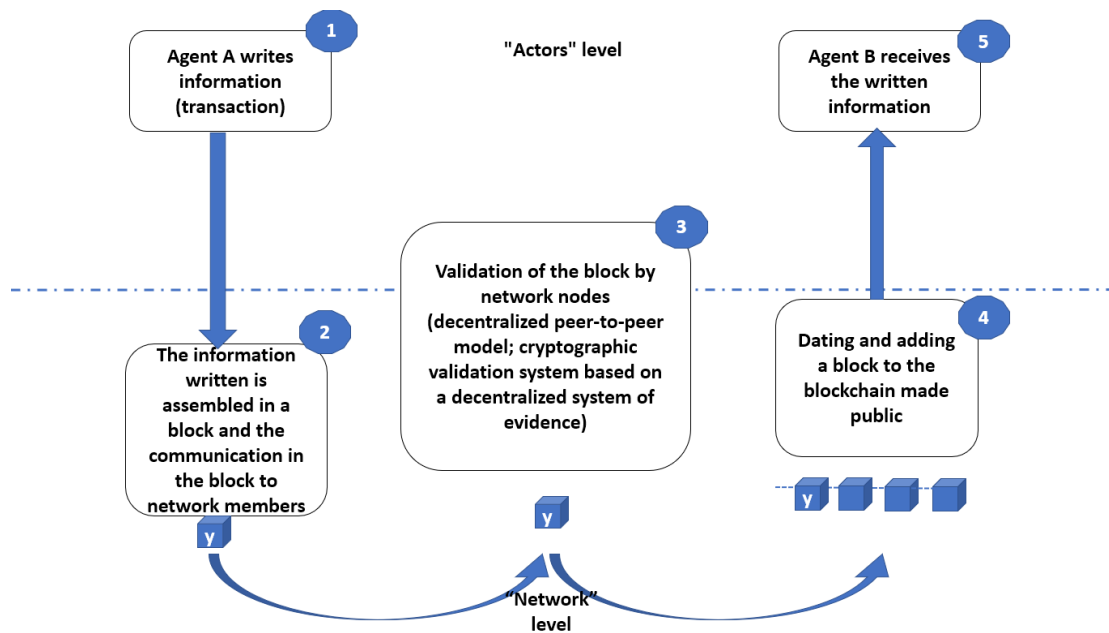 1
Agent A writes
information
(transaction)
"Actors" level
5
Agent B receives
the written
information
2
The information
written is
assembled in a
block and the
communication in
the block to
network members
y
3
Validation of the block by
network nodes
(decentralized peer-to-peer
model; cryptographic
validation system based on
a decentralized system of
evidence)
y
4
Dating and adding
a block to the
blockchain made
public
y
“Network”
level